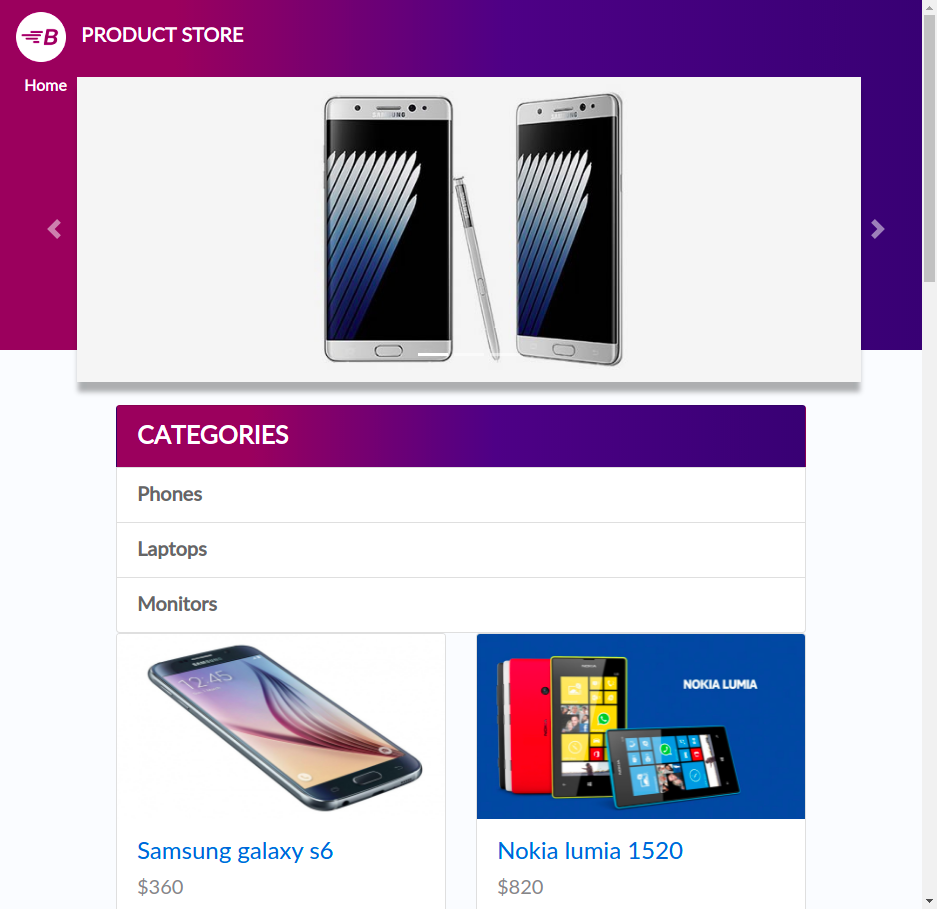 B PRODUCT STORE
Home
SAMSUNG
SAMSUNG
CATEGORIES
Phones
Laptops
Monitors
SAMSUNG
12:45
NOKIA LUMIA
Samsung galaxy s6
Nokia lumia 1520
$360
$820